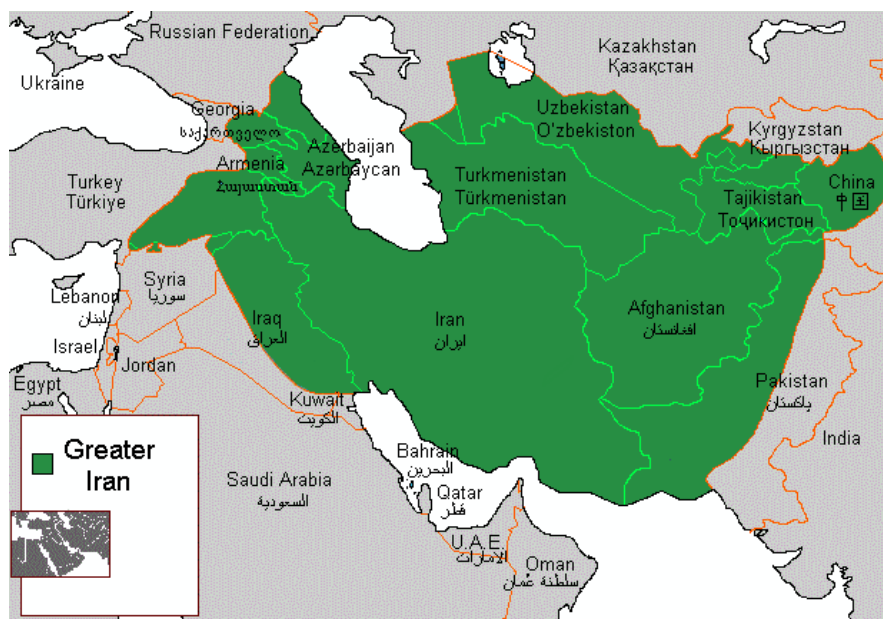 Russian Federation
Kazakhstan
Қазақстан
Ukraine
Georgia
საქართველო
Uzbekistan
O'zbekiston
Kyrgyzstan
Кыргызстан
Azerbaijan
Azərbaycan
Armenia
Հայաստան
Turkey
Türkiye
Turkmenistan
Türkmenistan
Tajikistan
Тоҷикистон
China
中国
Syria
سوريا
Lebanon
لبنان
Iraq
العراق
Iran
ايران
Afghanistan
افغانستان
Israel
Jordan
Egypt
مصر
Kuwait
الكويت
Pakistan
پاکستان
India
Greater
Iran
Bahrain
البحرين
Saudi Arabia
السعودية
Qatar
قطر
U.A.E.
الامارات
Oman
سلطنة عُمان